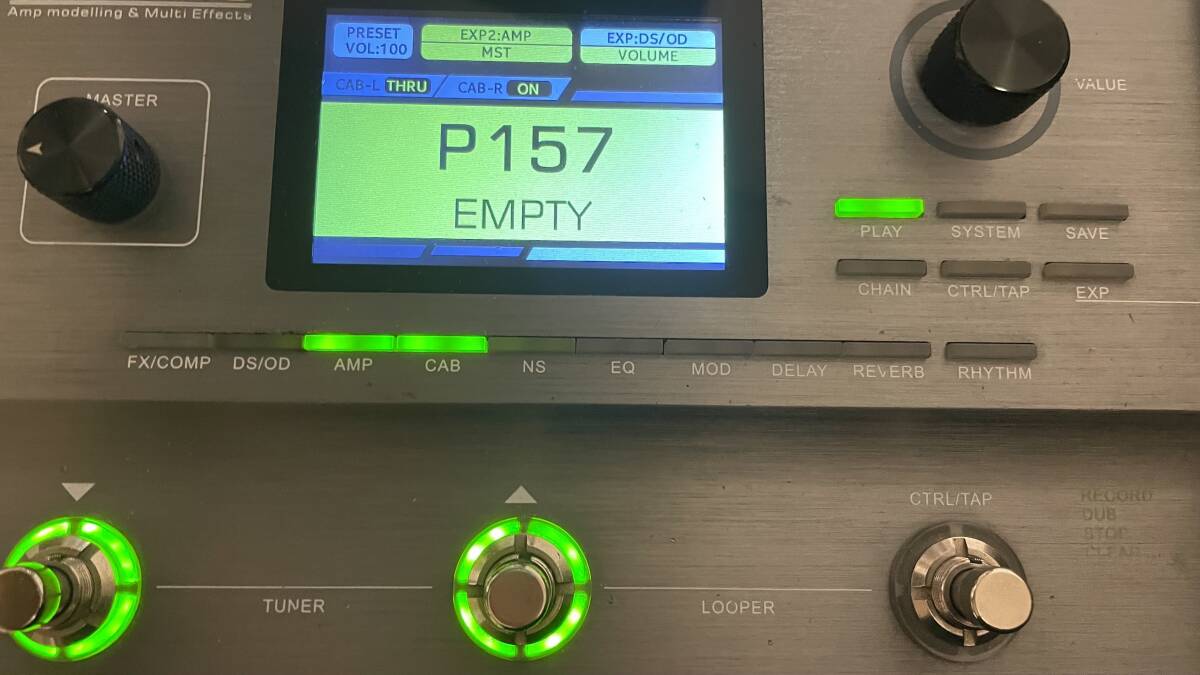 Amp modelling & Multi Effects
PRESET
VOL:100
EXP2:AMP
MST
EXP:DS/OD
VOLUME
CAB-L THRU
CAB-R ON
P157
EMPTY
MASTER
VALUE
PLAY
SYSTEM
SAVE
CHAIN
CTRL/TAP
EXP
FX/COMP
DS/OD
AMP
CAB
NS
EQ
MOD
DELAY
REVERB
RHYTHM
CTRL/TAP
RECORD
DUB
STOP
CLEAR
TUNER
LOOPER